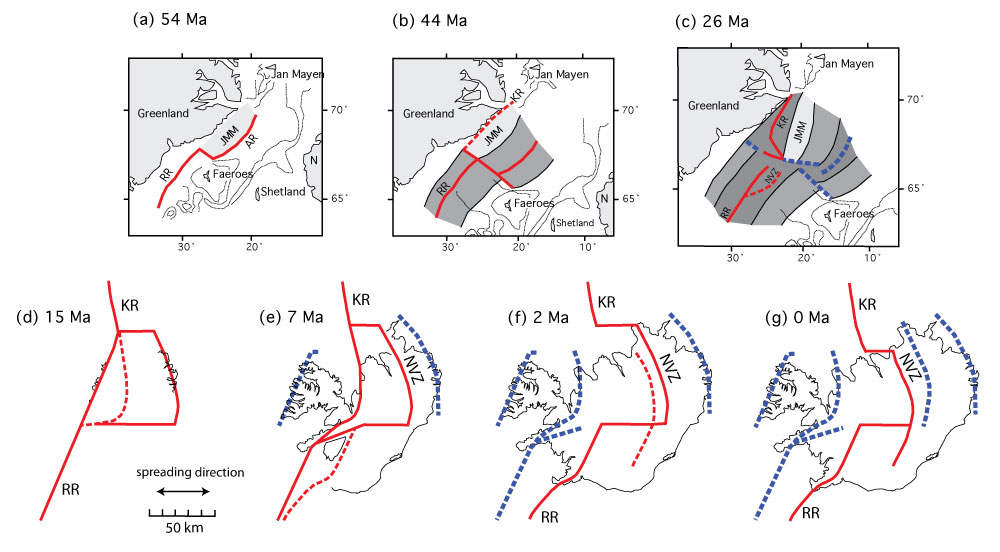 (a) 54 Ma
Jan Mayen
Greenland
70°
JMM
AR
RR
Faeroes
N
Shetland
65°
30°
20°
(b) 44 Ma
Jan Mayen
KR
Greenland
70°
JMM
RR
Faeroes
N
Shetland
65°
30°
20°
10°
(c) 26 Ma
Jan Mayen
Greenland
70°
KR
JMM
NVZ
65°
RR
Faeroes
30°
20°
10°
(d) 15 Ma
KR
RR
spreading direction
50 km
(e) 7 Ma
KR
NVZ
(f) 2 Ma
KR
NVZ
RR
(g) 0 Ma
KR
NVZ
RR